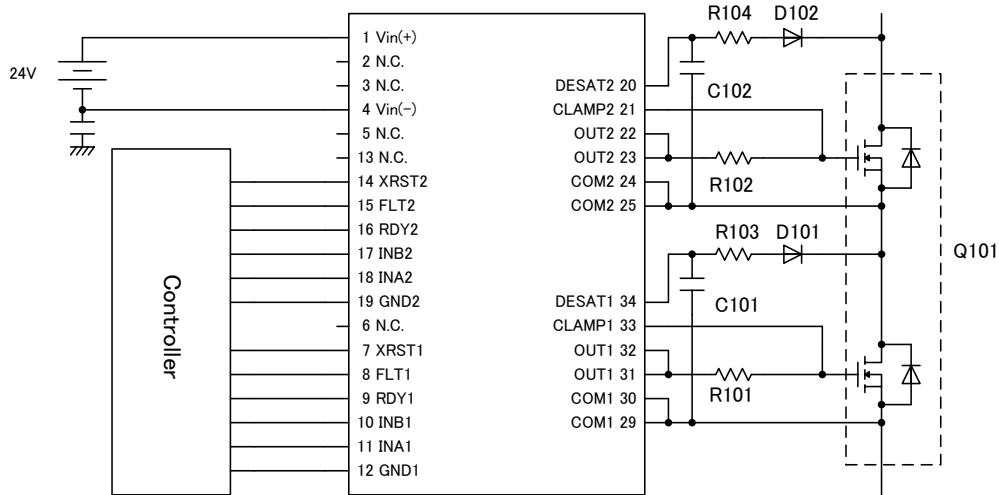 24V
Controller
1 Vin(+)
2 N.C.
3 N.C.
4 Vin(-)
5 N.C.
13 N.C.
14 XRST2
15 FLT2
16 RDY2
17 INB2
18 INA2
19 GND2
6 N.C.
7 XRST1
8 FLT1
9 RDY1
10 INB1
11 INA1
12 GND1
DESAT2 20
CLAMP2 21
OUT2 22
OUT2 23
COM2 24
COM2 25
DESAT1 34
CLAMP1 33
OUT1 32
OUT1 31
COM1 30
COM1 29
R104
D102
C102
R102
R103
D101
C101
R101
Q101